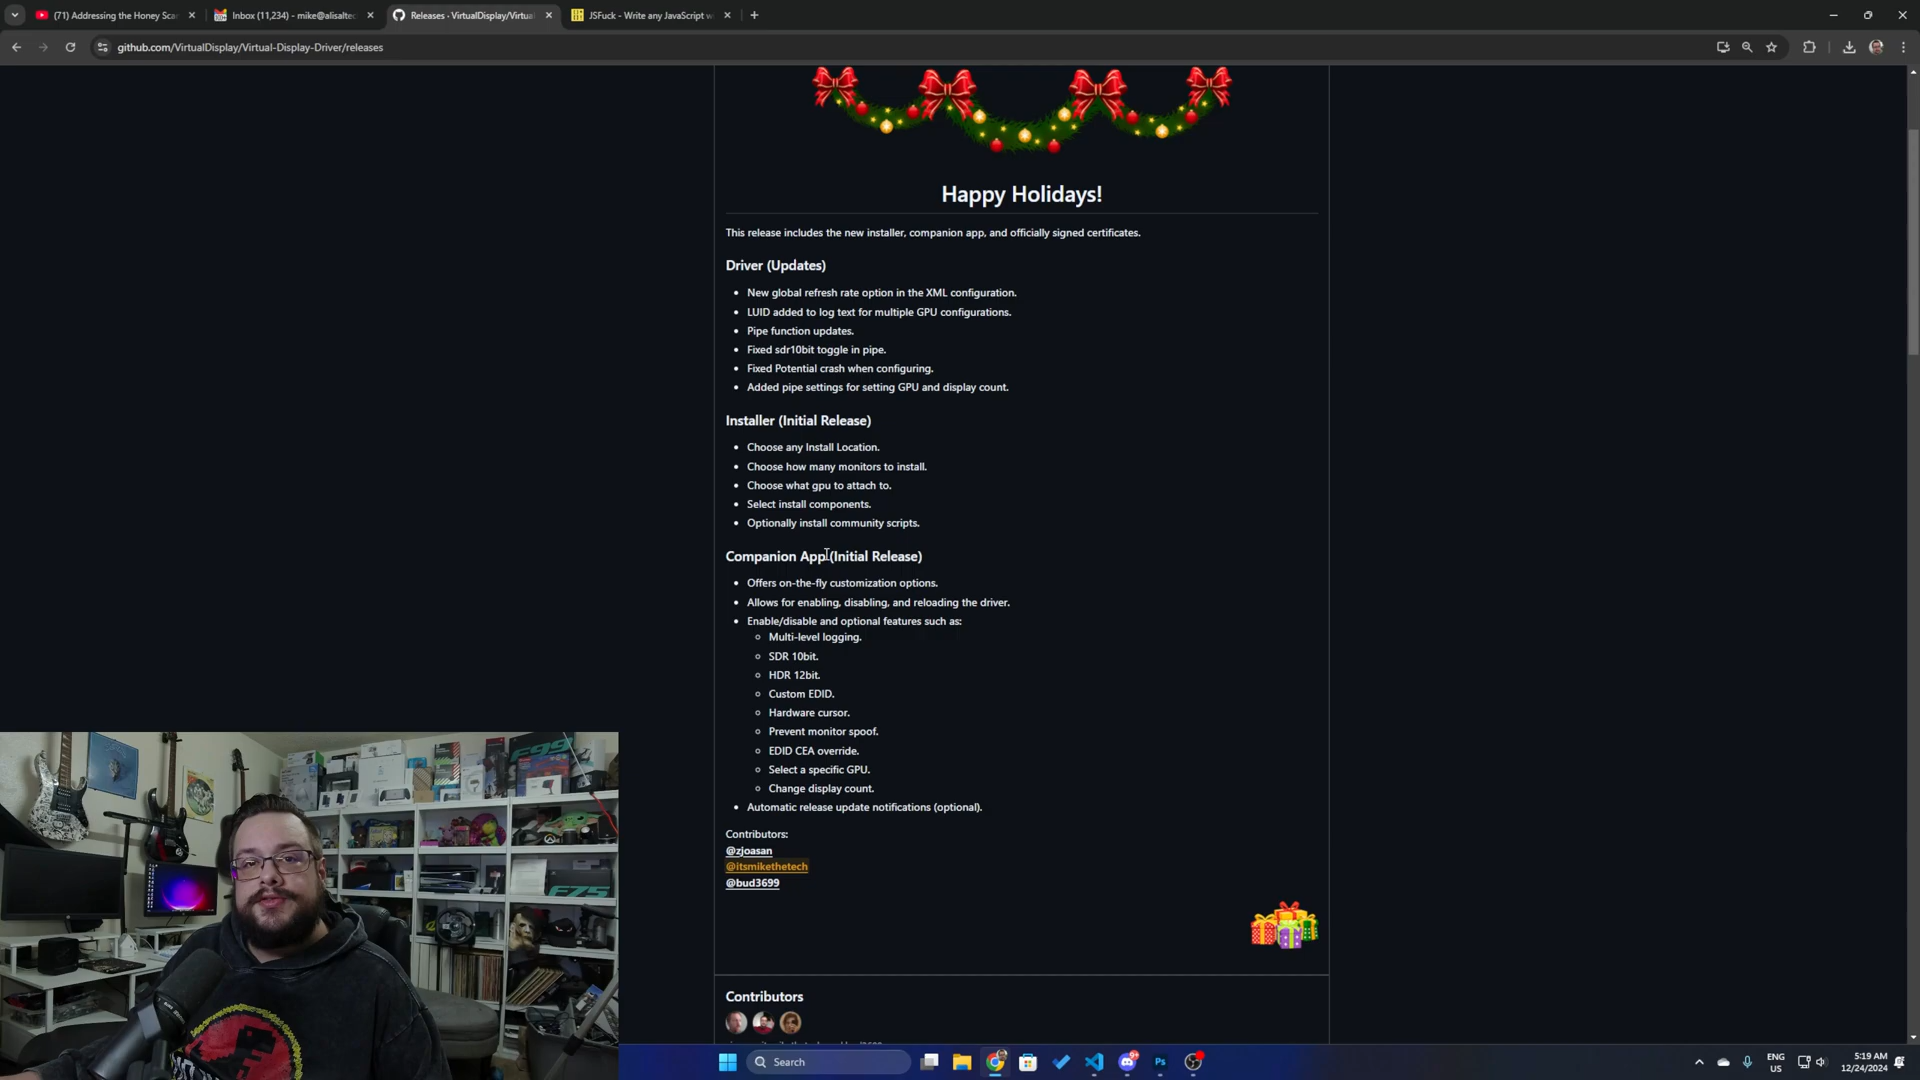 (71) Addressing the Honey Sca
Inbox (11,234) - mike@alisaltec
Releases · VirtualDisplay/Virtual
JSFuck - Write any JavaScript w
github.com/VirtualDisplay/Virtual-Display-Driver/releases
Happy Holidays!
This release includes the new installer, companion app, and officially signed certificates.
Driver (Updates)
New global refresh rate option in the XML configuration.
LUID added to log text for multiple GPU configurations.
Pipe function updates.
Fixed sdr10bit toggle in pipe.
Fixed Potential crash when configuring.
Added pipe settings for setting GPU and display count.
Installer (Initial Release)
Choose any Install Location.
Choose how many monitors to install.
Choose what gpu to attach to.
Select install components.
Optionally install community scripts.
Companion App (Initial Release)
Offers on-the-fly customization options.
Allows for enabling, disabling, and reloading the driver.
Enable/disable and optional features such as:
Multi-level logging.
SDR 10bit.
HDR 12bit.
Custom EDID.
Hardware cursor.
Prevent monitor spoof.
EDID CEA override.
Select a specific GPU.
Change display count.
Automatic release update notifications (optional).
Contributors:
@zjoasan
@itsmikethetech
@bud3699
Contributors
F99
F75
Search
Ps
ENG
US
5:19 AM
12/24/2024